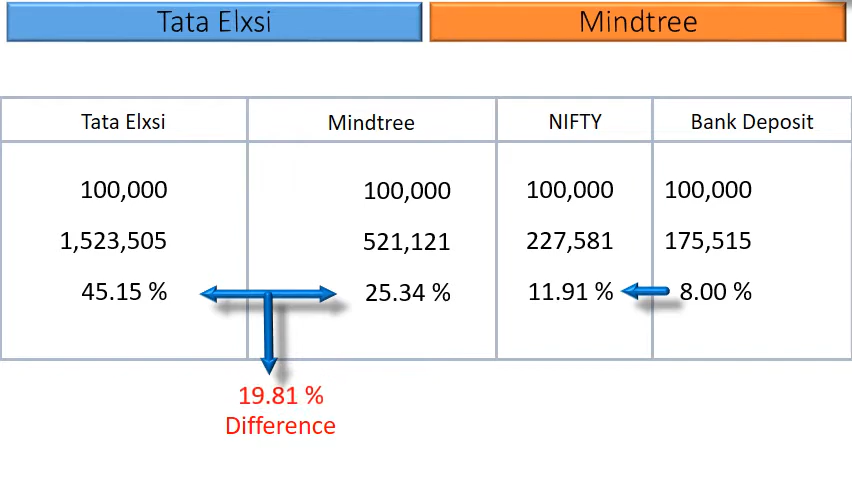 Tata Elxsi Mindtree
Tata Elxsi Mindtree NIFTY Bank Deposit
100,000 100,000 100,000 100,000
1,523,505 521,121 227,581 175,515
45.15 % 25.34 % 11.91 % 8.00 %
19.81 %
Difference